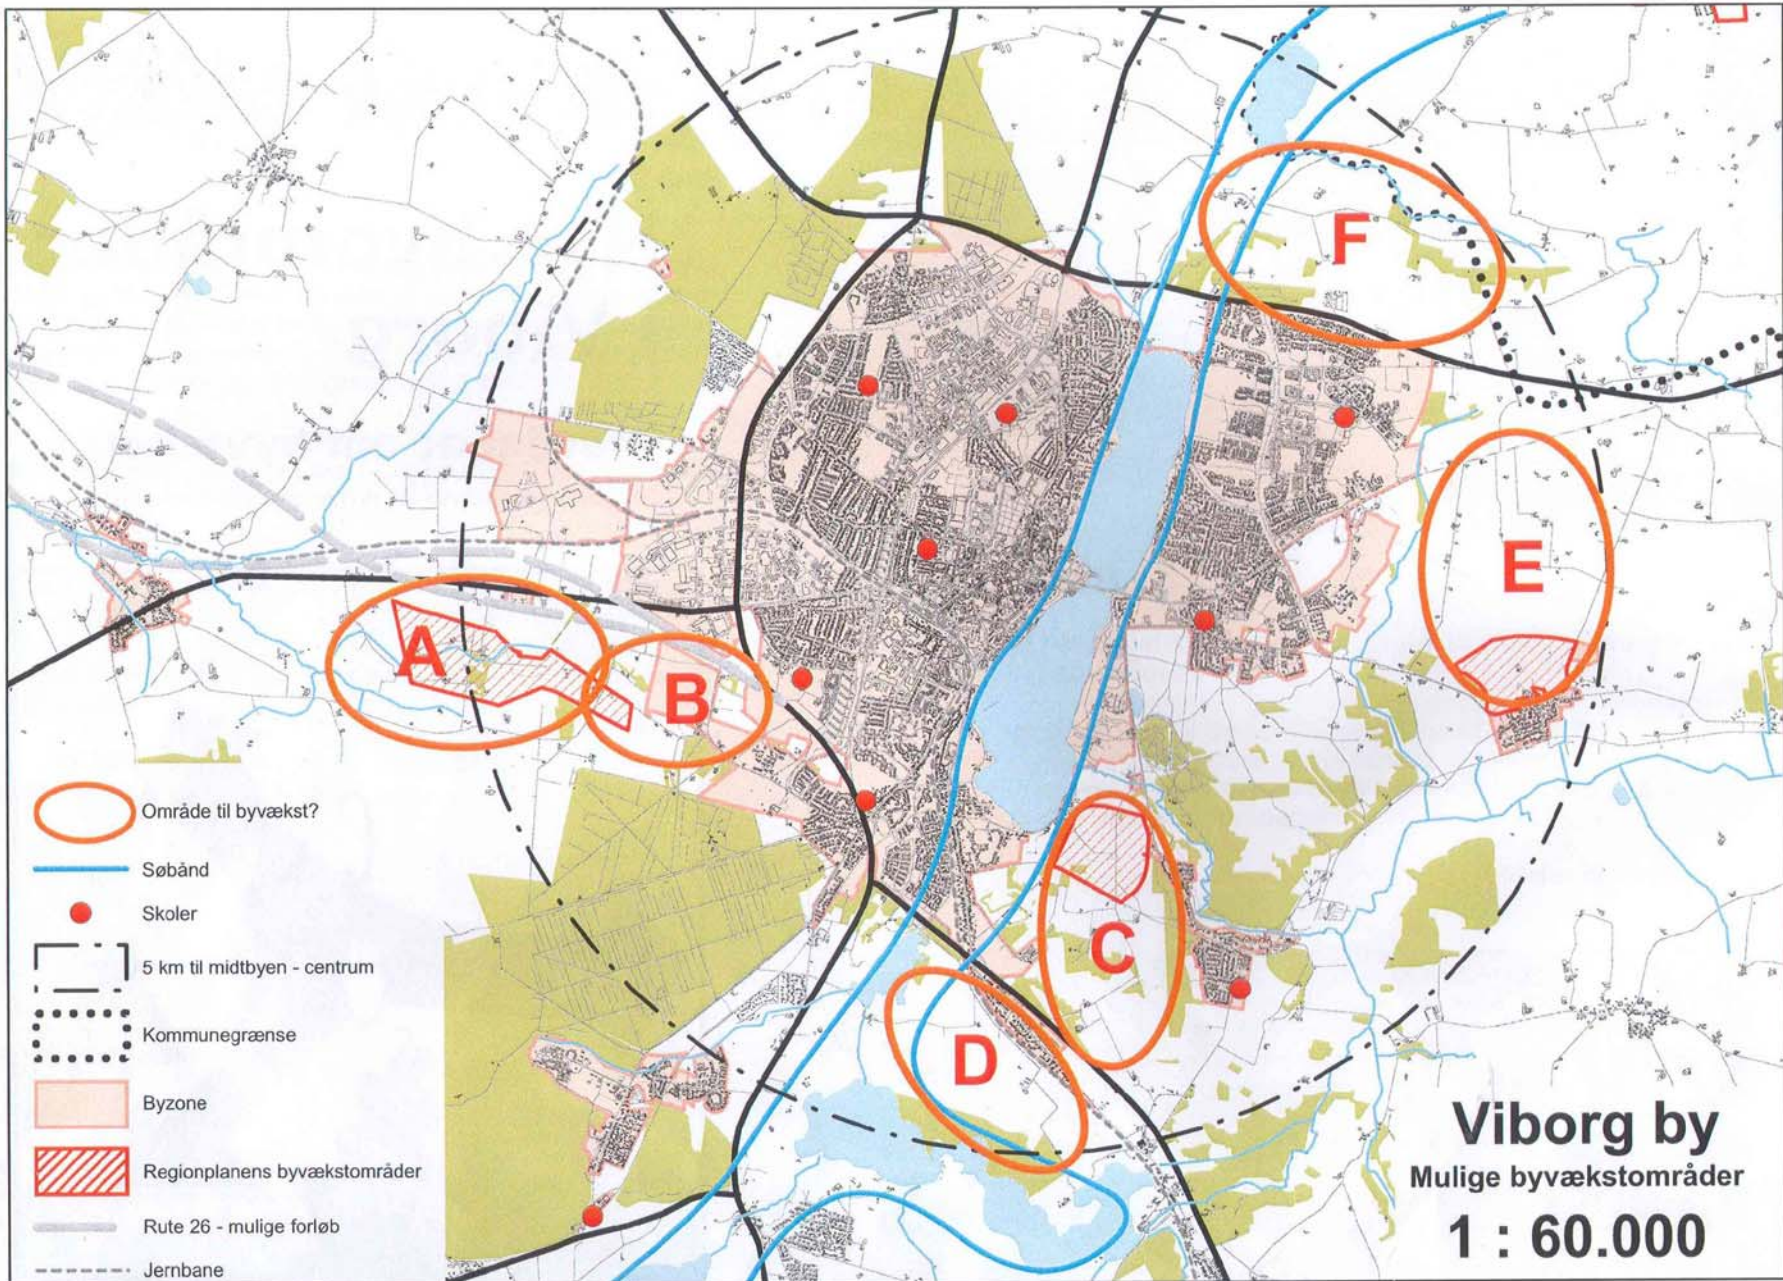 F
E
A
B
C
D
Område til byvækst?
Søbånd
Skoler
5 km til midtbyen - centrum
Kommunegrænse
Byzone
Regionplanens byvækstområder
Rute 26 - mulige forløb
Jernbane
Viborg by
Mulige byvækstområder
1 : 60.000